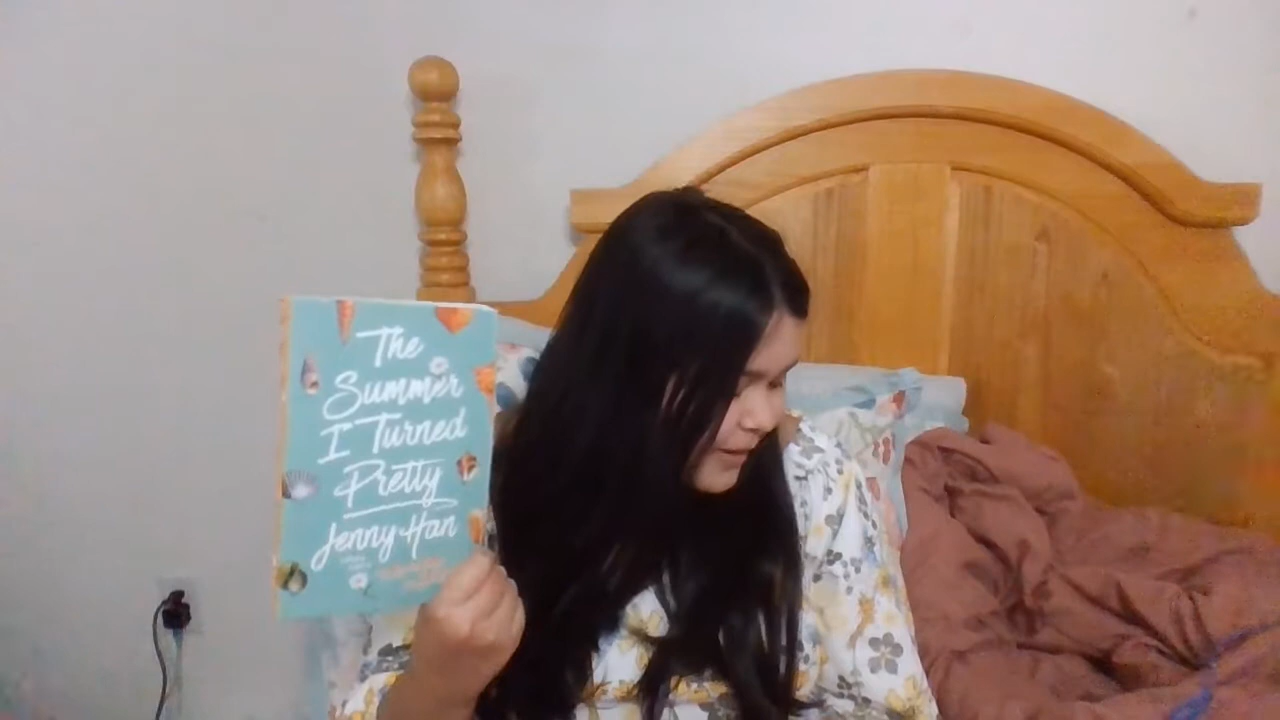 The
Summer
I Turned
Pretty
Jenny Han